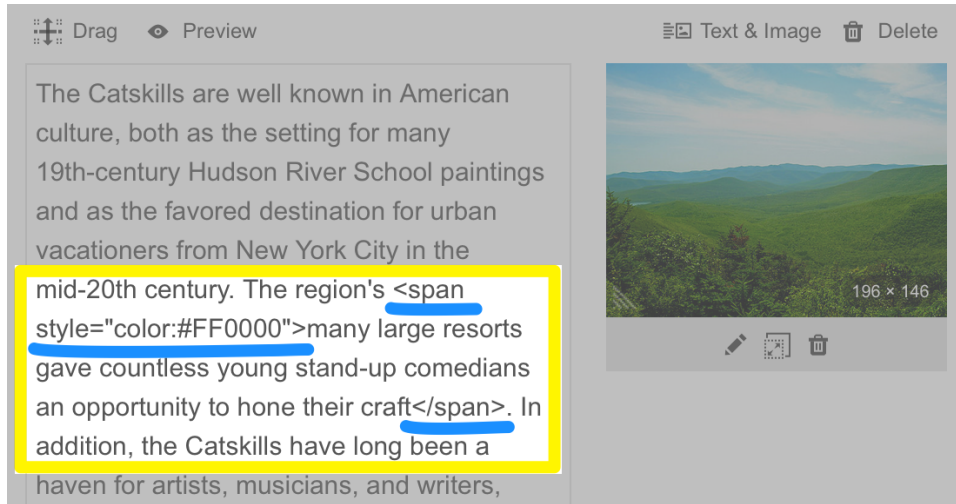 Drag Preview Text & Image Delete
The Catskills are well known in American
culture, both as the setting for many
19th-century Hudson River School paintings
and as the favored destination for urban
vacationers from New York City in the
mid-20th century. The region's <span
style="color:#FF0000">many large resorts
gave countless young stand-up comedians
an opportunity to hone their craft</span>. In
addition, the Catskills have long been a
haven for artists, musicians, and writers,
196 × 146